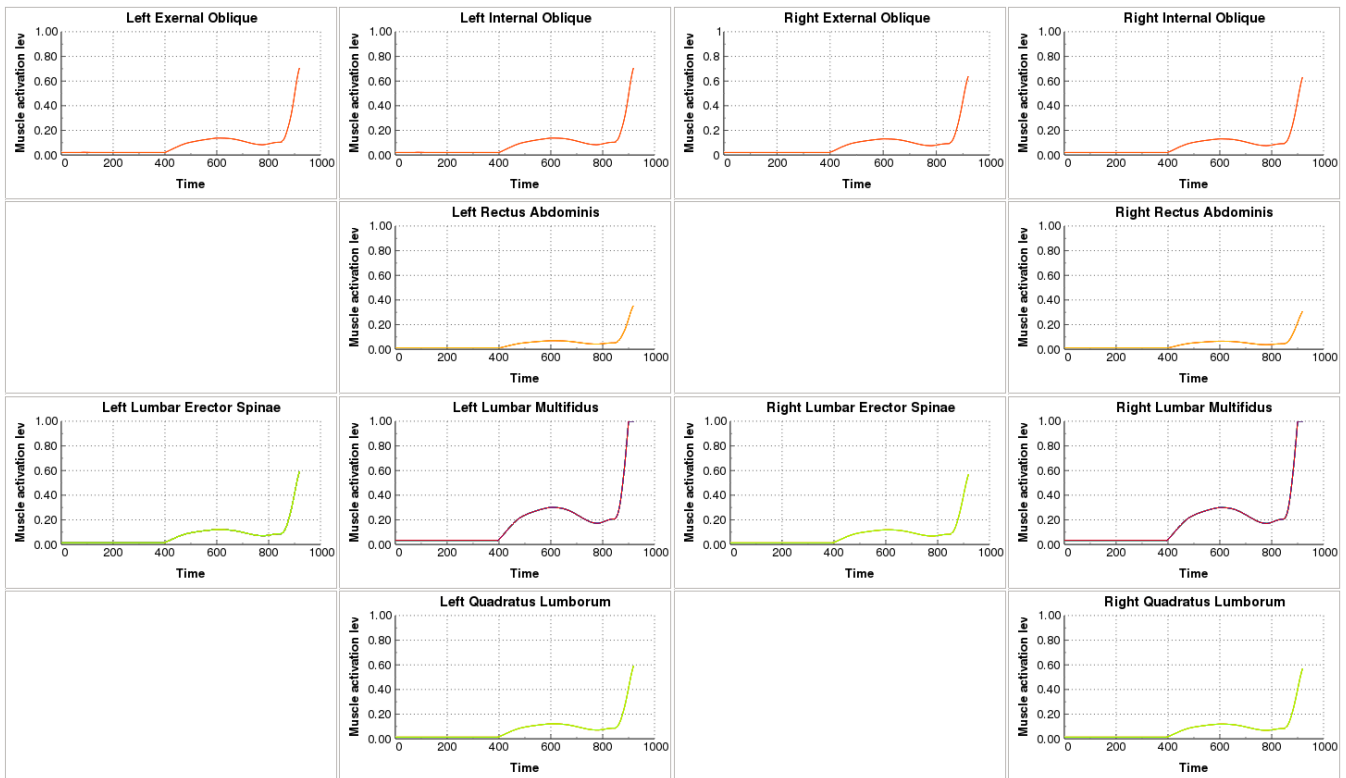 Left Exernal Oblique
Muscle activation lev
1.00
0.80
0.60
0.40
0.20
0.00
0 200 400 600 800 1000
Time
Left Internal Oblique
Muscle activation lev
1.00
0.80
0.60
0.40
0.20
0.00
0 200 400 600 800 1000
Time
Right External Oblique
Muscle activation lev
1
0.8
0.6
0.4
0.2
0
0 200 400 600 800 1000
Time
Right Internal Oblique
Muscle activation lev
1.00
0.80
0.60
0.40
0.20
0.00
0 200 400 600 800 1000
Time
Left Rectus Abdominis
Muscle activation lev
1.00
0.80
0.60
0.40
0.20
0.00
0 200 400 600 800 1000
Time
Right Rectus Abdominis
Muscle activation lev
1.00
0.80
0.60
0.40
0.20
0.00
0 200 400 600 800 1000
Time
Left Lumbar Erector Spinae
Muscle activation lev
1.00
0.80
0.60
0.40
0.20
0.00
0 200 400 600 800 1000
Time
Left Lumbar Multifidus
Muscle activation lev
1.00
0.80
0.60
0.40
0.20
0.00
0 200 400 600 800 1000
Time
Right Lumbar Erector Spinae
Muscle activation lev
1.00
0.80
0.60
0.40
0.20
0.00
0 200 400 600 800 1000
Time
Right Lumbar Multifidus
Muscle activation lev
1.00
0.80
0.60
0.40
0.20
0.00
0 200 400 600 800 1000
Time
Left Quadratus Lumborum
Muscle activation lev
1.00
0.80
0.60
0.40
0.20
0.00
0 200 400 600 800 1000
Time
Right Quadratus Lumborum
Muscle activation lev
1.00
0.80
0.60
0.40
0.20
0.00
0 200 400 600 800 1000
Time